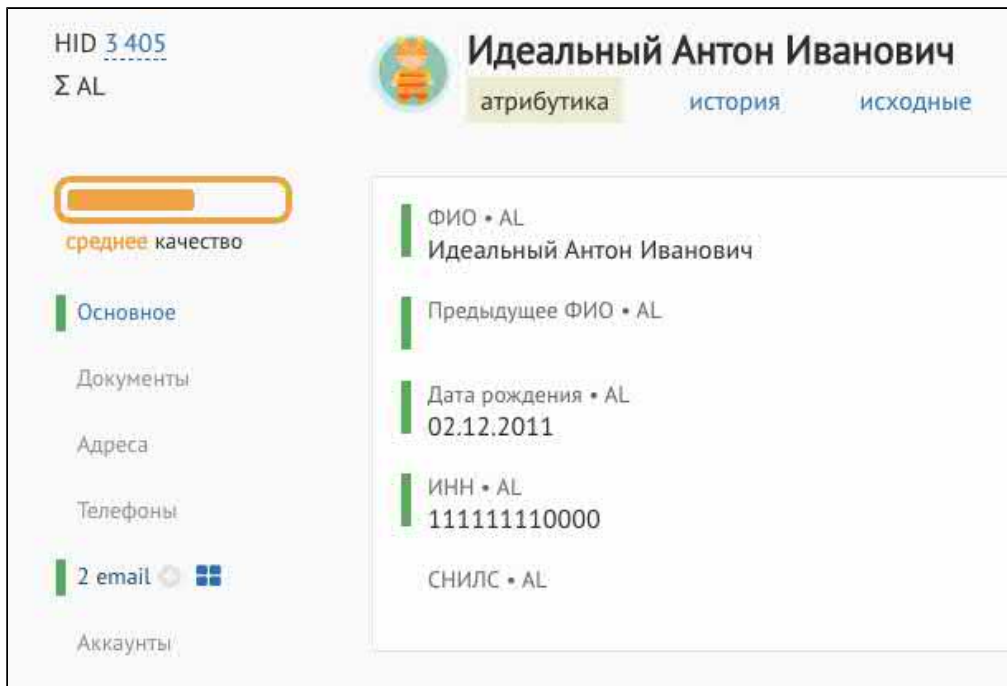 HID 3 405
Σ AL
Идеальный Антон Иванович
атрибутика история исходные
среднее качество
Основное
Документы
Адреса
Телефоны
2 email
Аккаунты
ФИО • AL
Идеальный Антон Иванович
Предыдущее ФИО • AL
Дата рождения • AL
02.12.2011
ИНН • AL
111111110000
СНИЛС • AL